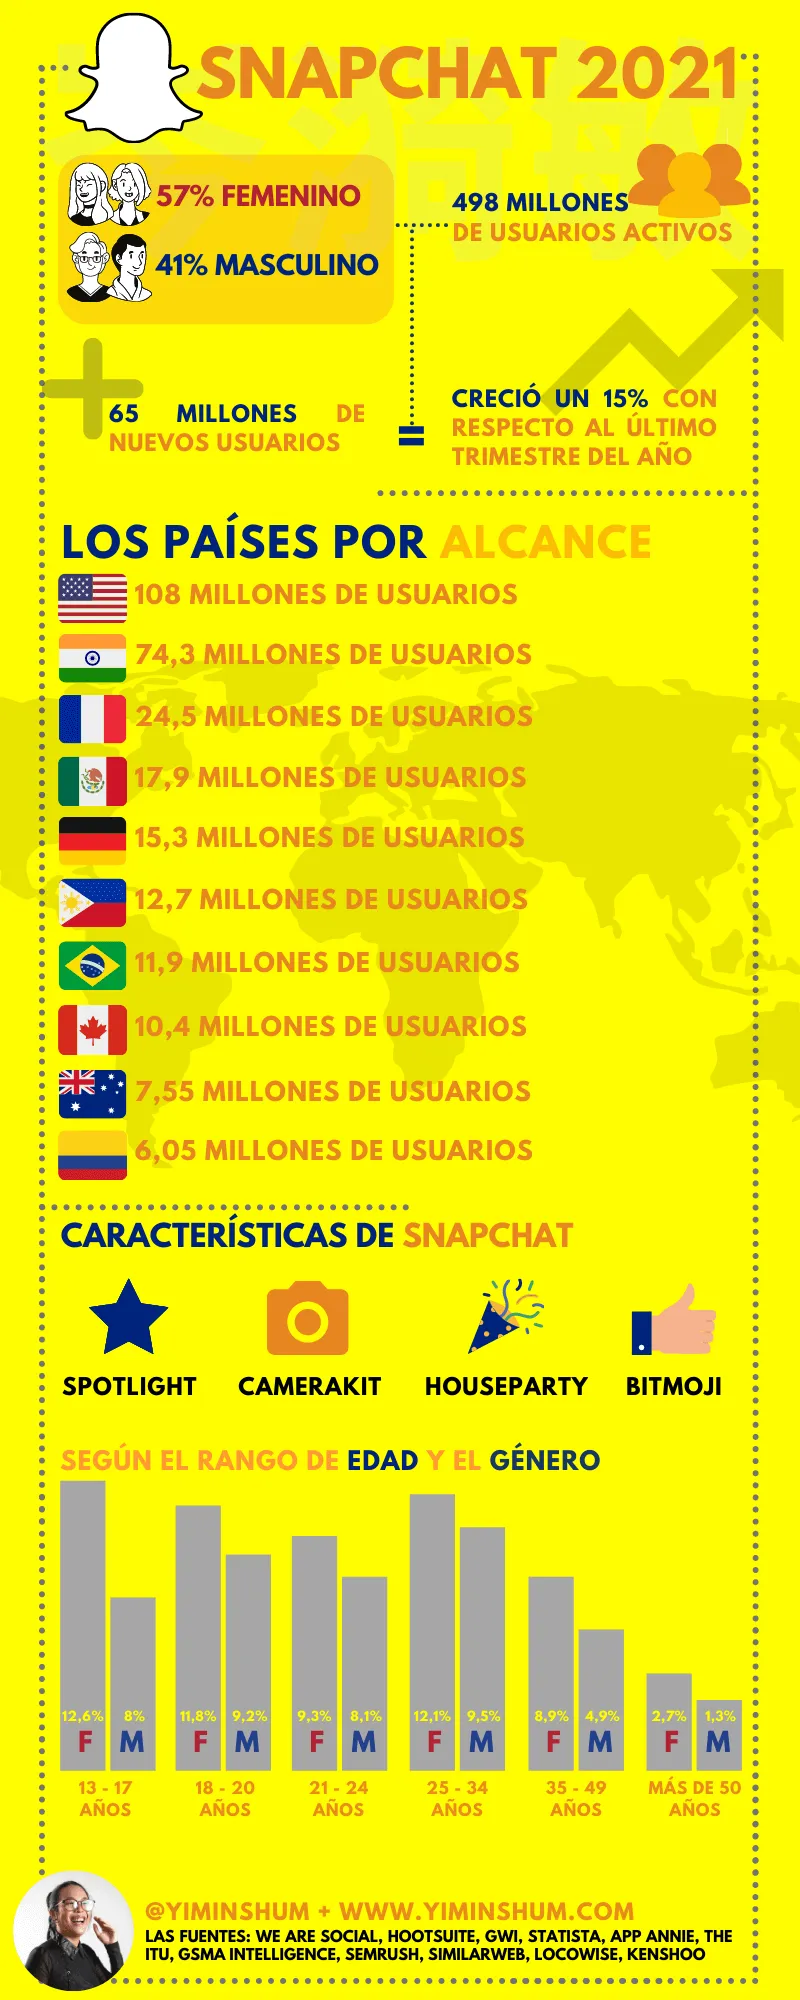 SNAPCHAT 2021
57% FEMENINO
41% MASCULINO
498 MILLONES
DE USUARIOS ACTIVOS
65 MILLONES DE
NUEVOS USUARIOS
=
CRECIÓ UN 15% CON
RESPECTO AL ÚLTIMO
TRIMESTRE DEL AÑO
LOS PAÍSES POR ALCANCE
108 MILLONES DE USUARIOS
74,3 MILLONES DE USUARIOS
24,5 MILLONES DE USUARIOS
17,9 MILLONES DE USUARIOS
15,3 MILLONES DE USUARIOS
12,7 MILLONES DE USUARIOS
11,9 MILLONES DE USUARIOS
10,4 MILLONES DE USUARIOS
7,55 MILLONES DE USUARIOS
6,05 MILLONES DE USUARIOS
CARACTERÍSTICAS DE SNAPCHAT
SPOTLIGHT CAMERAKIT HOUSEPARTY BITMOJI
SEGÚN EL RANGO DE EDAD Y EL GÉNERO
12,6% 8% 11,8% 9,2% 9,3% 8,1% 12,1% 9,5% 8,9% 4,9% 2,7% 1,3%
F M F M F M F M F M F M
13 - 17 18 - 20 21 - 24 25 - 34 35 - 49 MÁS DE 50
AÑOS AÑOS AÑOS AÑOS AÑOS AÑOS
@YIMINSHUM + WWW.YIMINSHUM.COM
LAS FUENTES: WE ARE SOCIAL, HOOTSUITE, GWI, STATISTA, APP ANNIE, THE
ITU, GSMA INTELLIGENCE, SEMRUSH, SIMILARWEB, LOCOWISE, KENSHOO